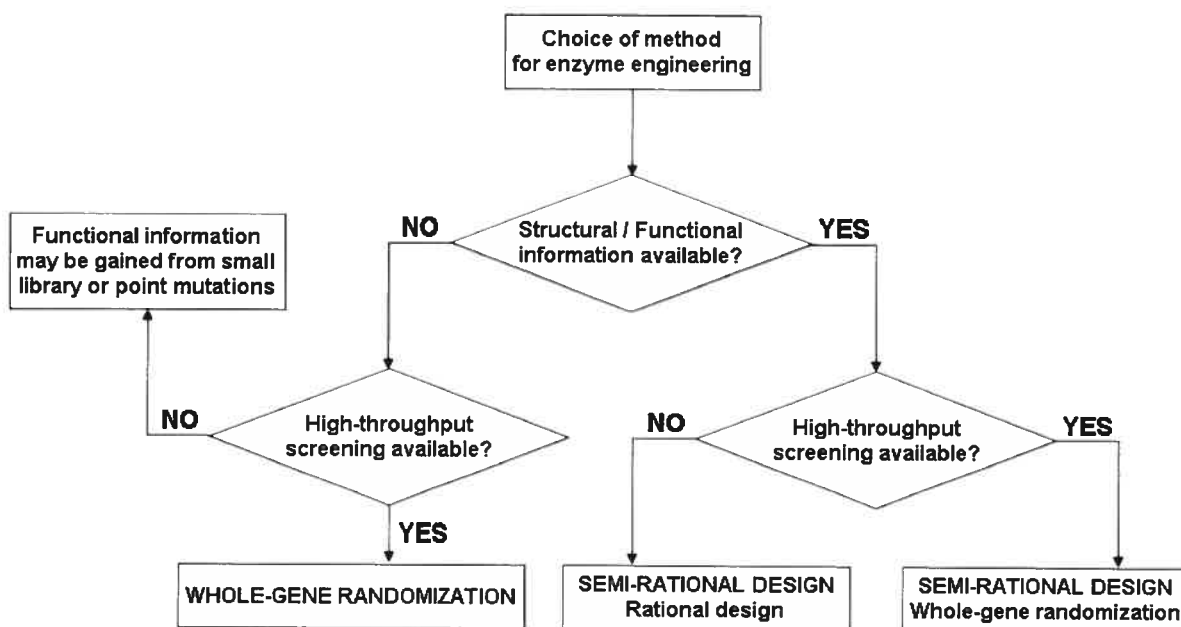 Choice of method
for enzyme engineering
NO
Structural / Functional
information available?
YES
Functional information
may be gained from small
library or point mutations
NO
High-throughput
screening available?
YES
NO
High-throughput
screening available?
YES
WHOLE-GENE RANDOMIZATION
SEMI-RATIONAL DESIGN
Rational design
SEMI-RATIONAL DESIGN
Whole-gene randomization